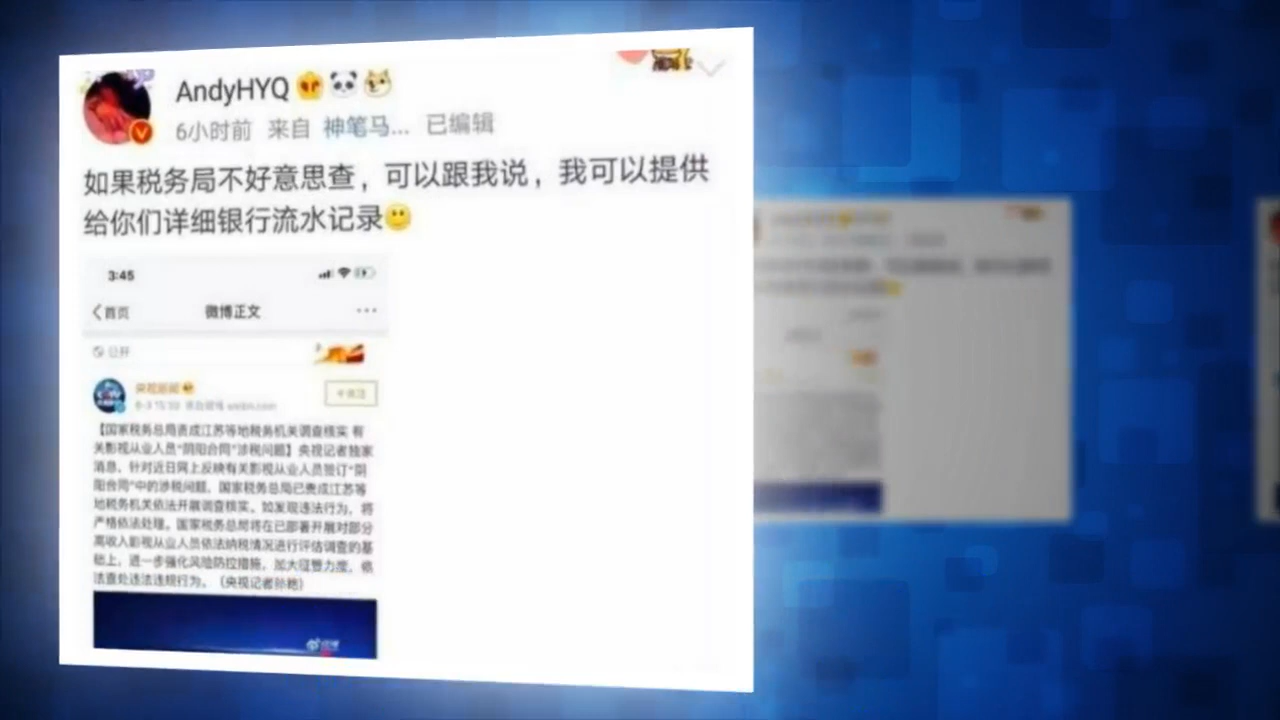 AndyHYQ
6小时前 来自 神笔马... 已编辑
如果税务局不好意思查，可以跟我说，我可以提供
给你们详细银行流水记录
3:45
首页 微博正文 ...
公开
央视新闻
【国家税务总局责成江苏等地税务机关调查核实 有
关影视从业人员“阴阳合同”涉税问题】央视记者独家
消息，针对近日网上反映有关影视从业人员签订“阴
阳合同”中的涉税问题，国家税务总局已责成江苏等
地税务机关依法开展调查核实。如发现违法行为，将
严格依法处理。国家税务总局将在已部署开展对部分
高收入影视从业人员依法纳税情况进行评估调查的基
础上，进一步强化风险防控措施，加大征管力度，依
法查处违法违规行为。（央视记者孙艳）